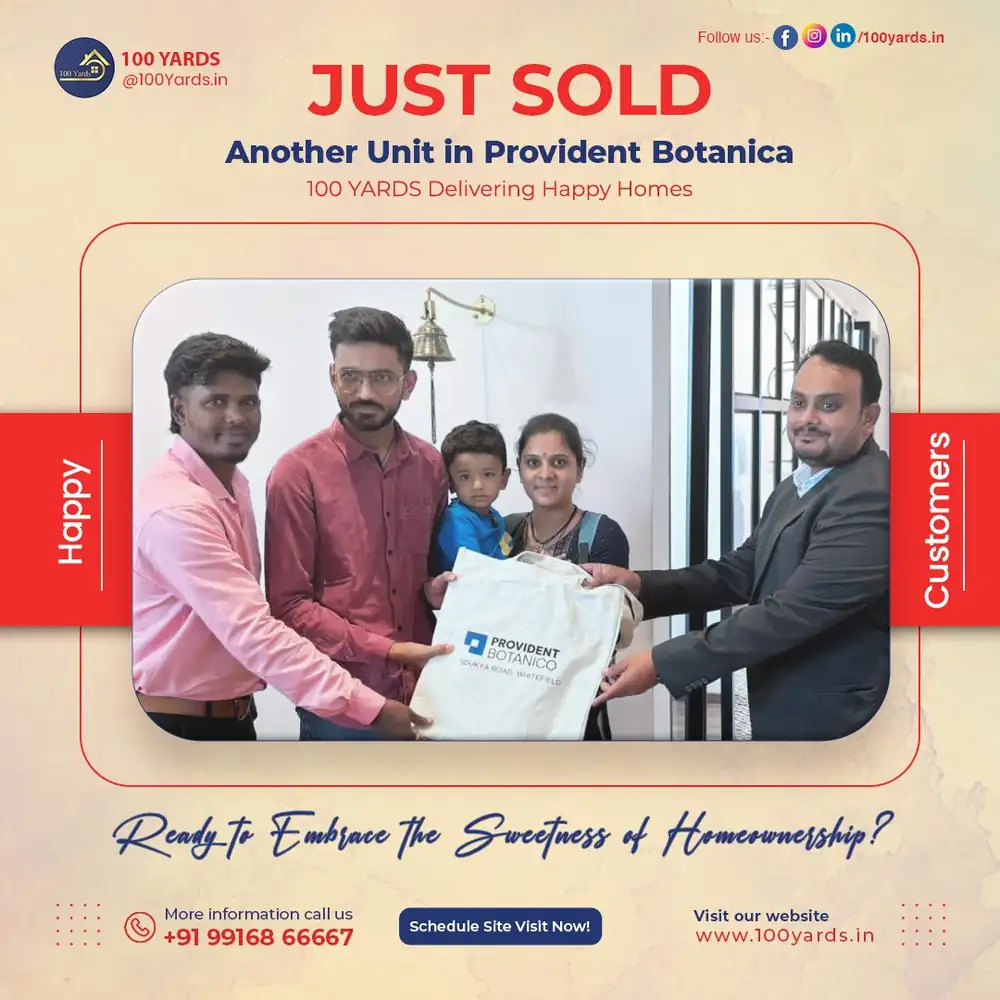 100 Yards
100 YARDS
@100Yards.in
Follow us:- /100yards.in
JUST SOLD
Another Unit in Provident Botanica
100 YARDS Delivering Happy Homes
Happy
Customers
PROVIDENT
BOTANICO
SOUKYA ROAD, WHITEFIELD
Ready to Embrace the Sweetness of Homeownership?
More information call us
+91 99168 66667
Schedule Site Visit Now!
Visit our website
www.100yards.in